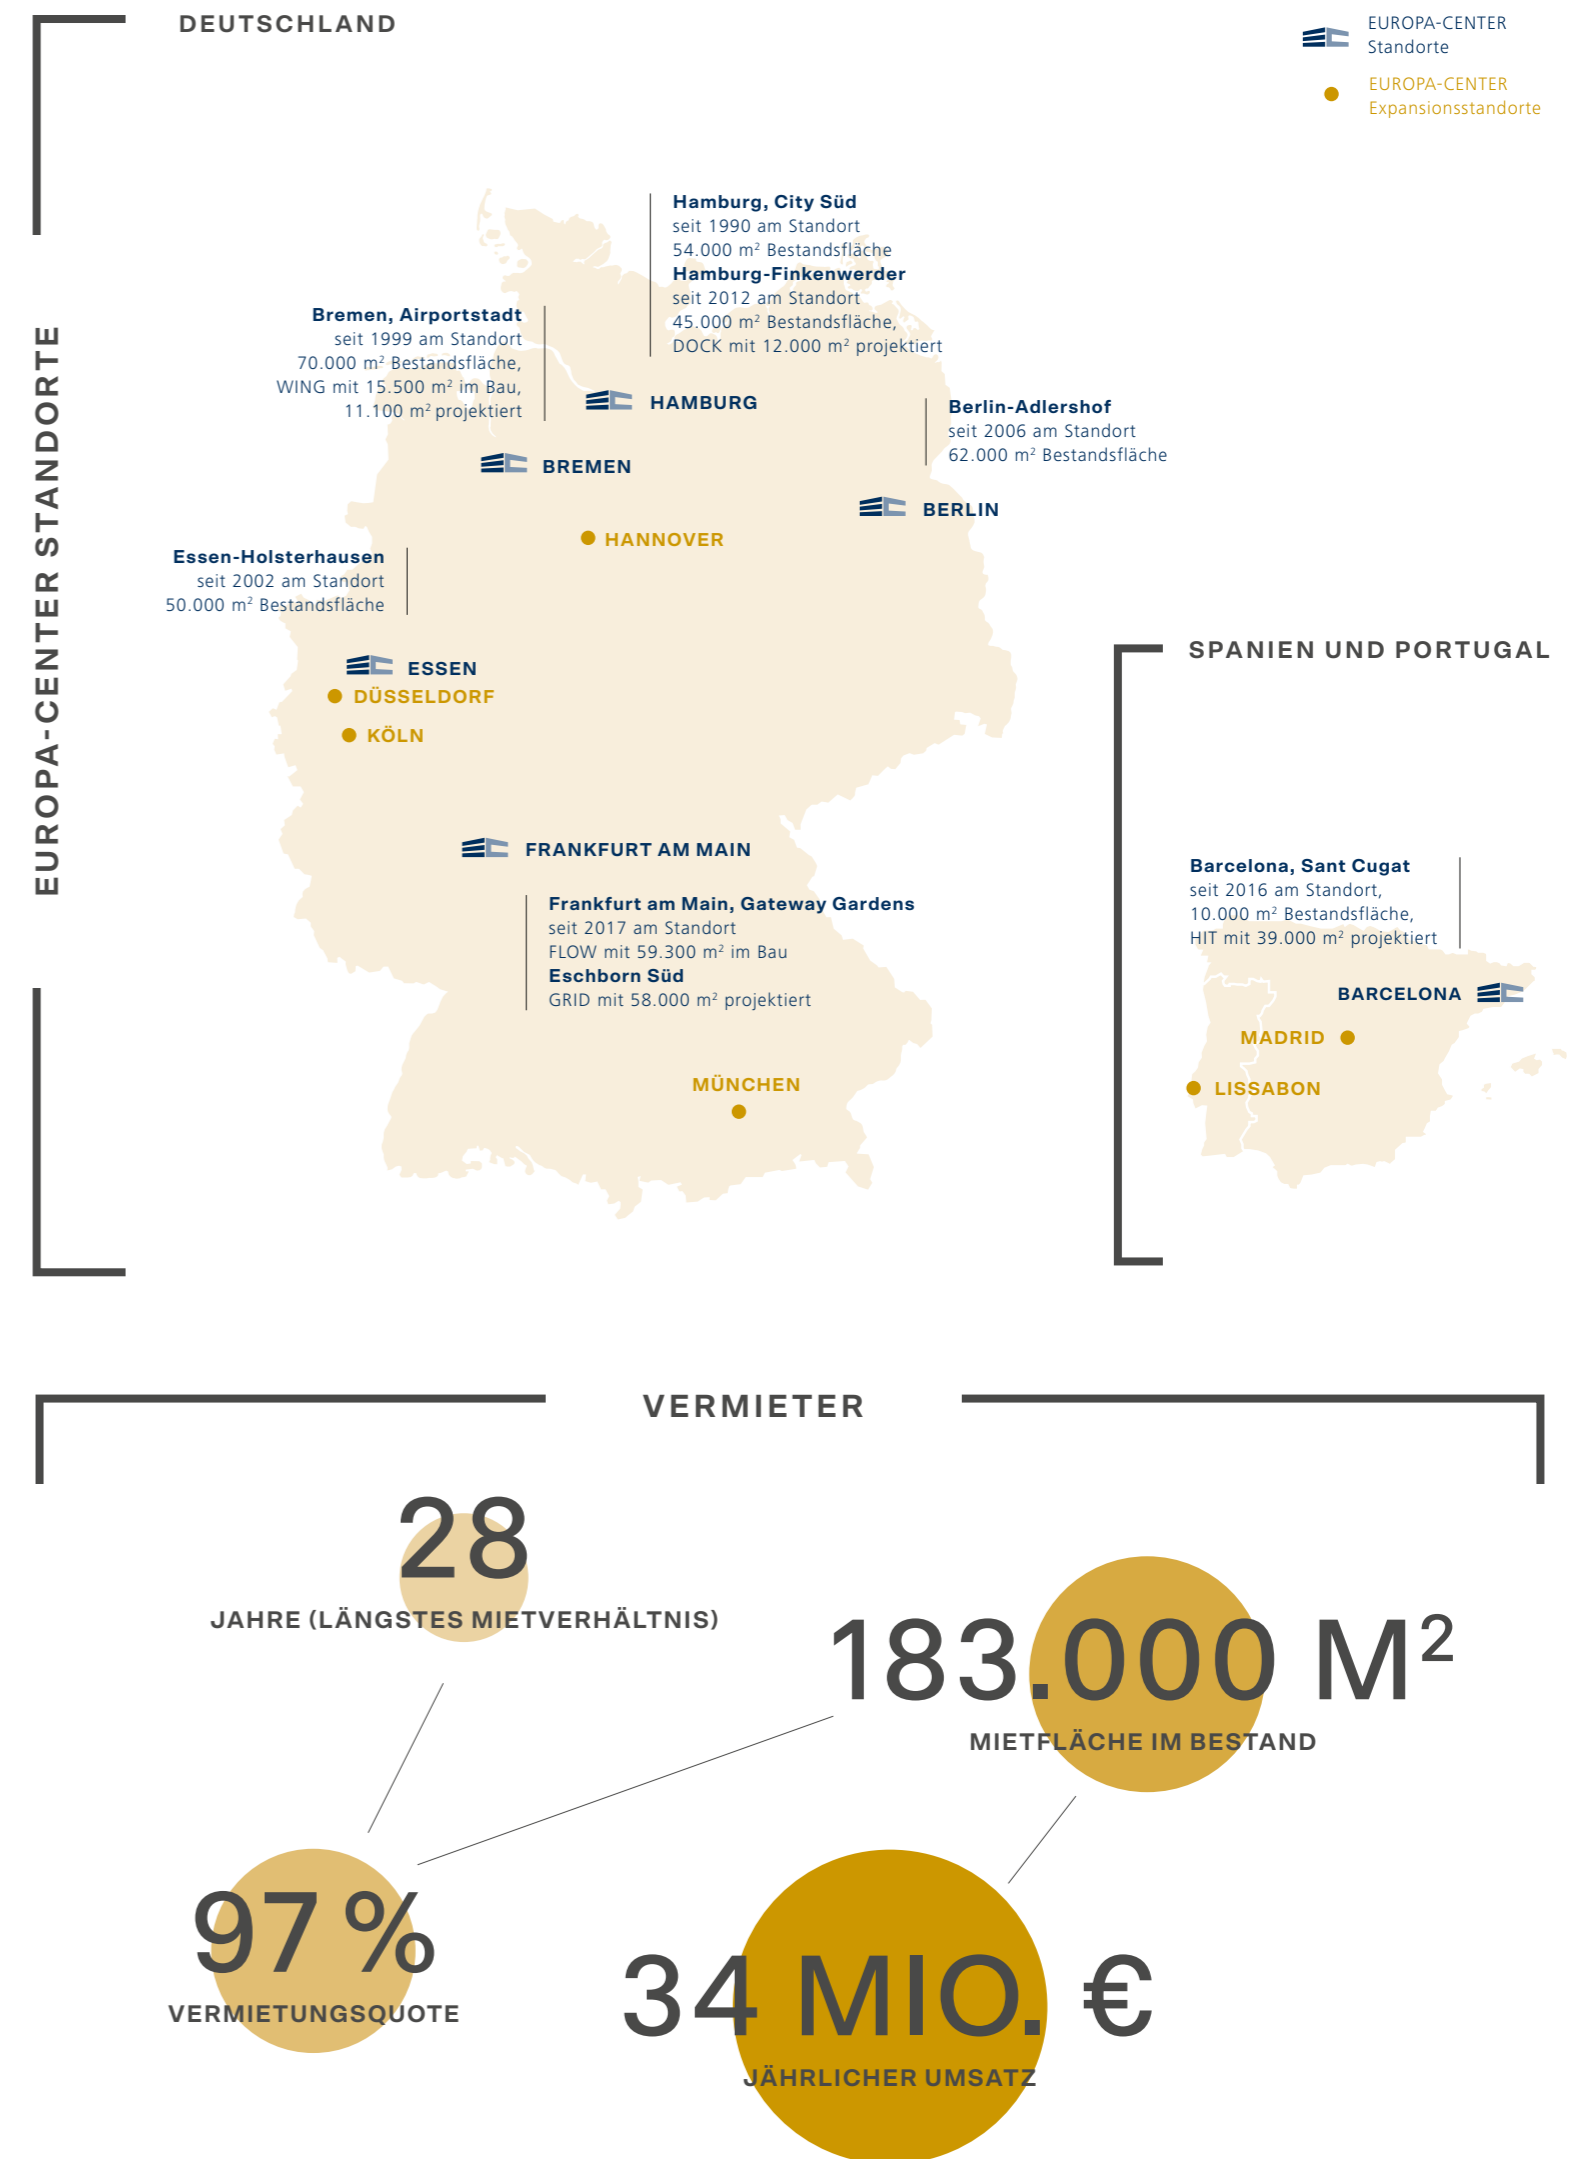 DEUTSCHLAND
EUROPA-CENTER
Standorte
EUROPA-CENTER
Expansionsstandorte
EUROPA-CENTER STANDORTE
Hamburg, City Süd
seit 1990 am Standort
54.000 m² Bestandsfläche
Hamburg-Finkenwerder
seit 2012 am Standort
45.000 m² Bestandsfläche,
DOCK mit 12.000 m² projektiert
Bremen, Airportstadt
seit 1999 am Standort
70.000 m² Bestandsfläche,
WING mit 15.500 m² im Bau,
11.100 m² projektiert
HAMBURG
Berlin-Adlershof
seit 2006 am Standort
62.000 m² Bestandsfläche
BREMEN
BERLIN
HANNOVER
Essen-Holsterhausen
seit 2002 am Standort
50.000 m² Bestandsfläche
ESSEN
DÜSSELDORF
KÖLN
FRANKFURT AM MAIN
Frankfurt am Main, Gateway Gardens
seit 2017 am Standort
FLOW mit 59.300 m² im Bau
Eschborn Süd
GRID mit 58.000 m² projektiert
MÜNCHEN
SPANIEN UND PORTUGAL
Barcelona, Sant Cugat
seit 2016 am Standort,
10.000 m² Bestandsfläche,
HIT mit 39.000 m² projektiert
BARCELONA
MADRID
LISSABON
VERMIETER
28
JAHRE (LÄNGSTES MIETVERHÄLTNIS)
183.000 M²
MIETFLÄCHE IM BESTAND
97 %
VERMIETUNGSQUOTE
34 MIO. €
JÄHRLICHER UMSATZ